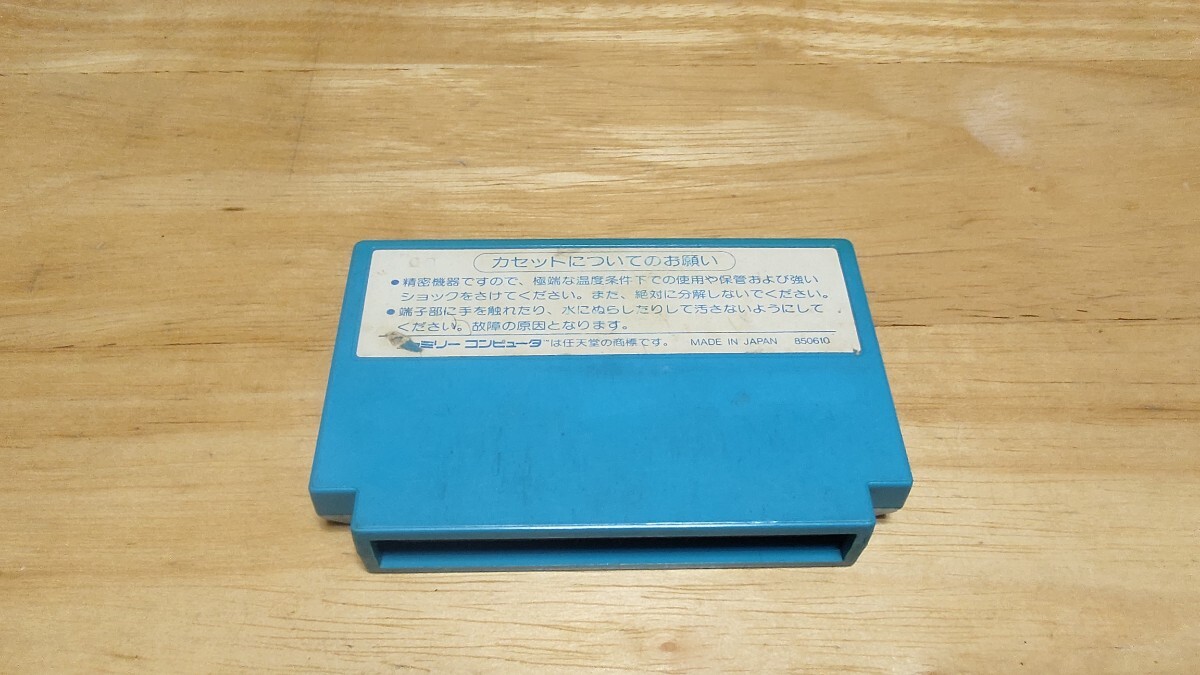 カセットについてのお願い
●精密機器ですので、極端な温度条件下での使用や保管および強い
ショックをさけてください。また、絶対に分解しないでください。
●端子部に手を触れたり、水にぬらしたりして汚さないようにして
ください。故障の原因となります。
ミリー コンピュータ™は任天堂の商標です。 MADE IN JAPAN 850610